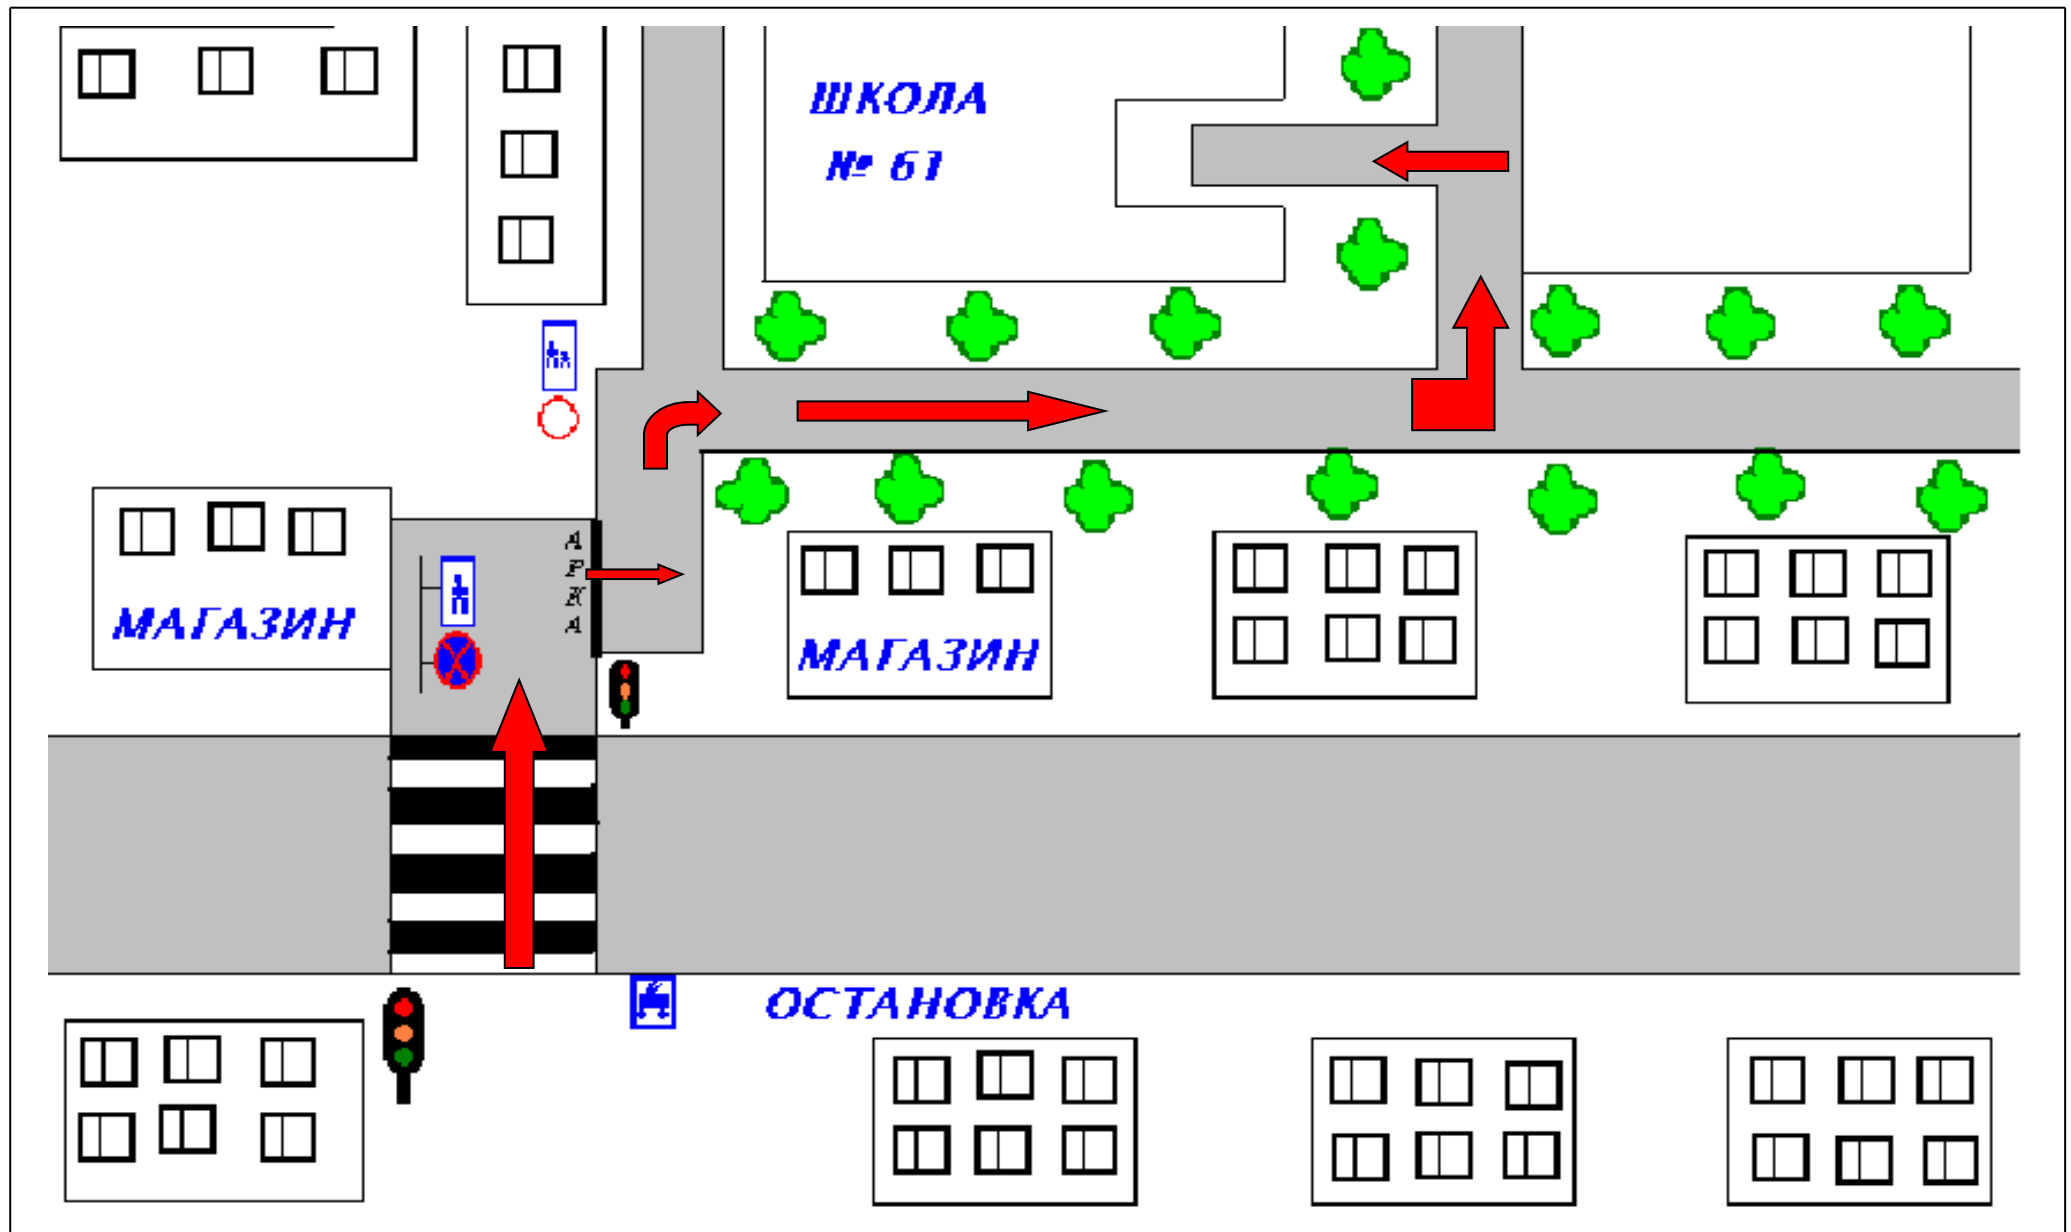 ШКОЛА
№ 61
А
Р
К
А
МАГАЗИН
МАГАЗИН
ОСТАНОВКА